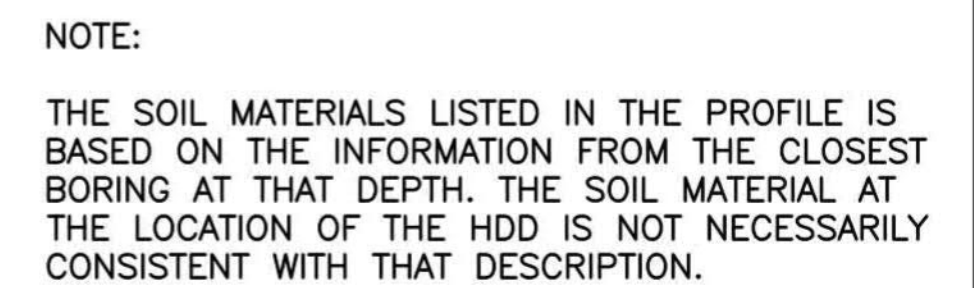 NOTE:
THE SOIL MATERIALS LISTED IN THE PROFILE IS
BASED ON THE INFORMATION FROM THE CLOSEST
BORING AT THAT DEPTH. THE SOIL MATERIAL AT
THE LOCATION OF THE HDD IS NOT NECESSARILY
CONSISTENT WITH THAT DESCRIPTION.